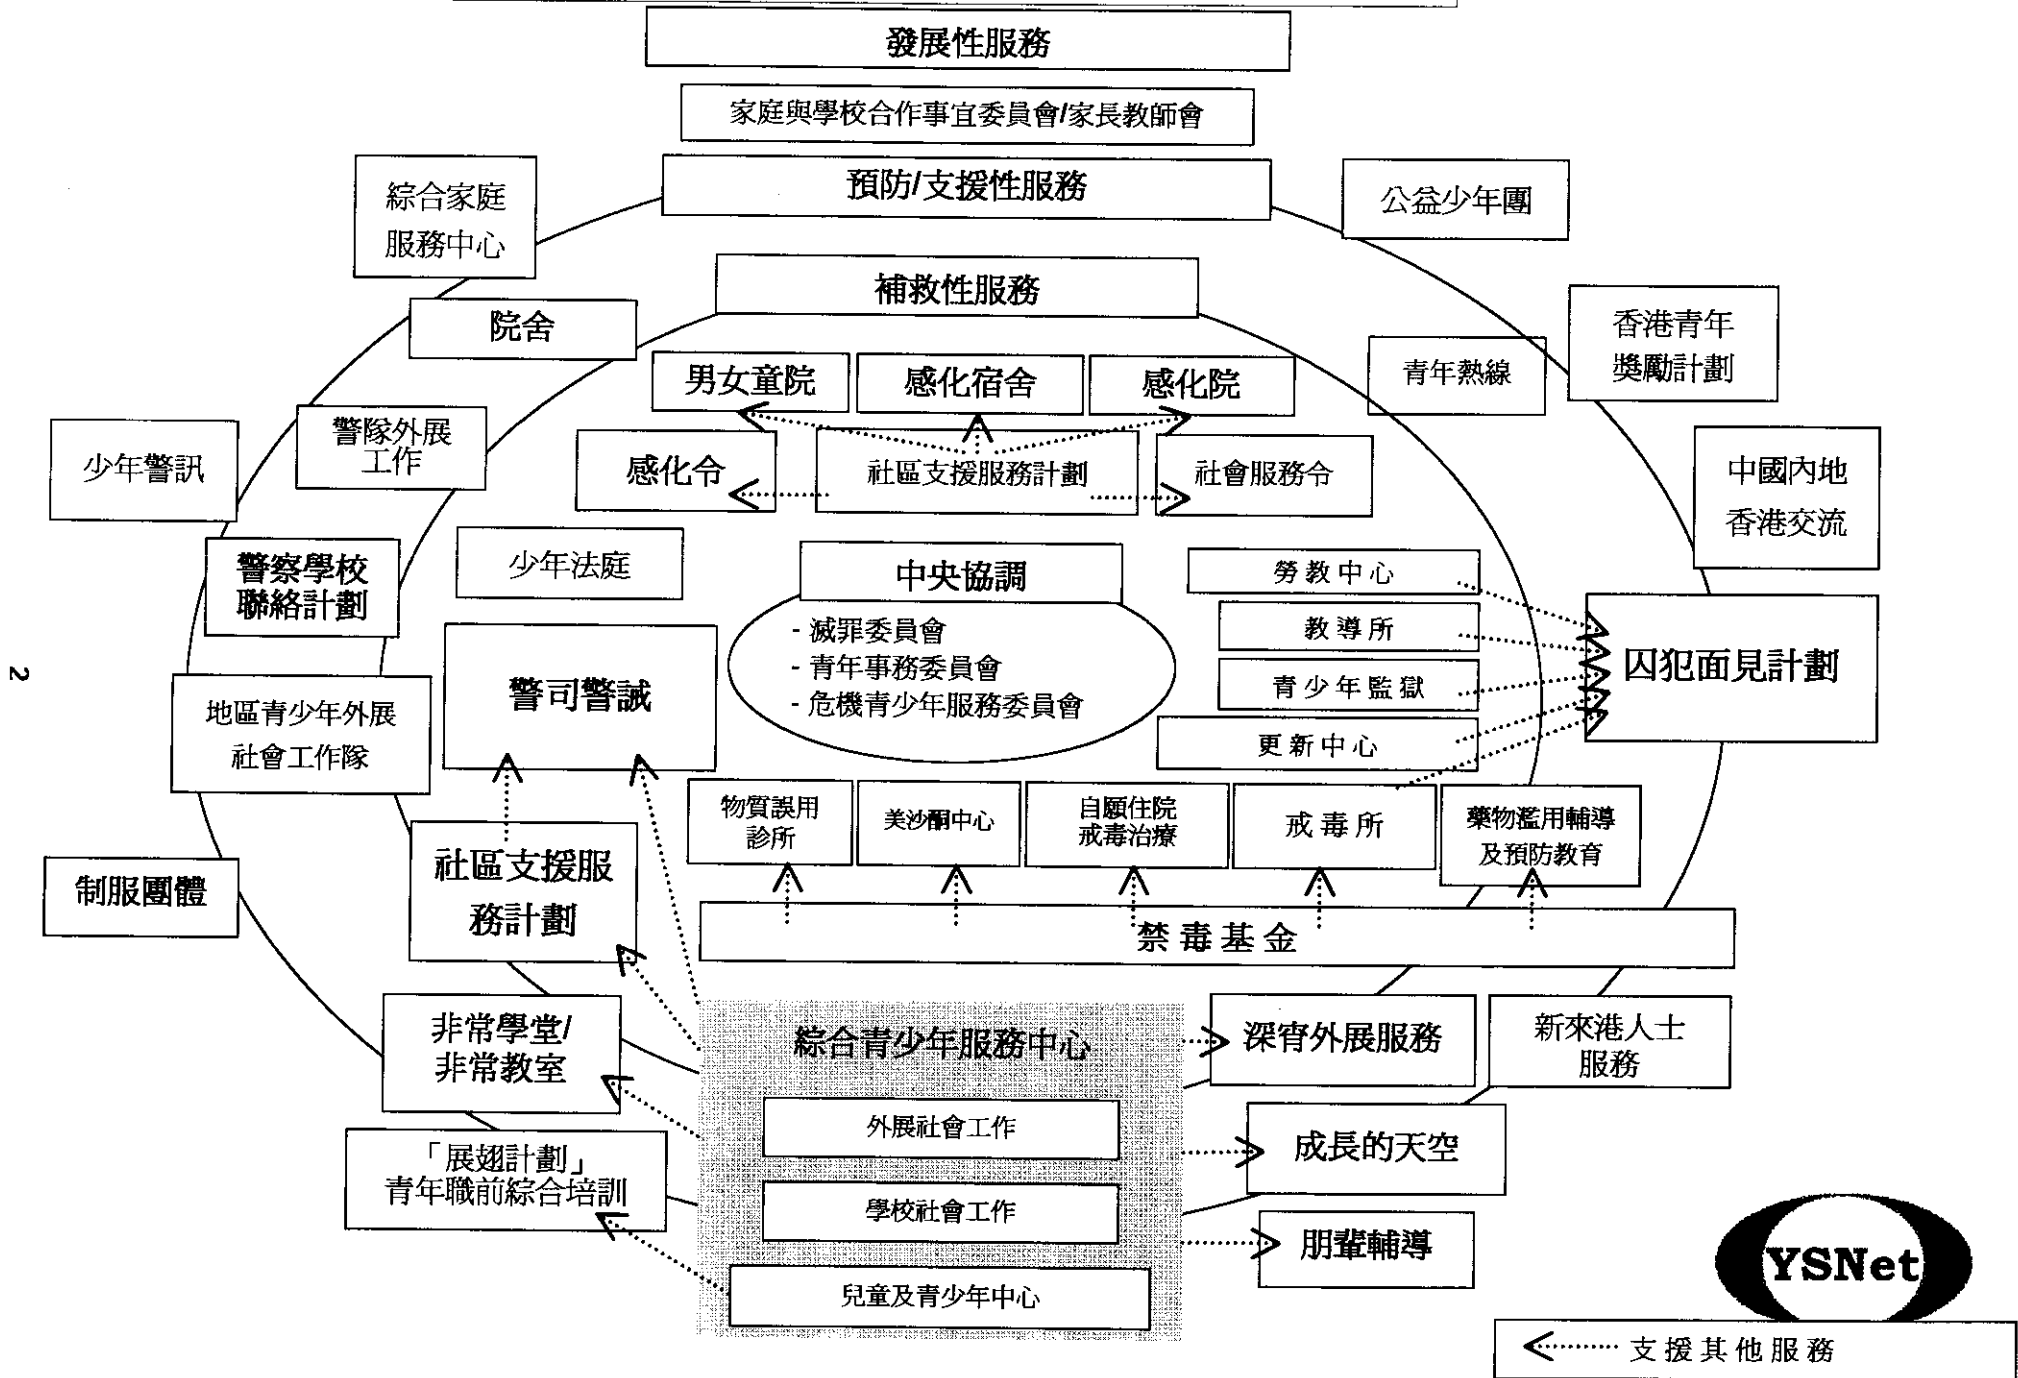 發展性服務
家庭與學校合作事宜委員會/家長教師會
預防/支援性服務
綜合家庭
服務中心
公益少年團
補救性服務
院舍
香港青年
獎勵計劃
男女童院
感化宿舍
感化院
青年熱線
警隊外展
工作
少年警訊
感化令
社區支援服務計劃
社會服務令
中國內地
香港交流
警察學校
聯絡計劃
少年法庭
中央協調
- 滅罪委員會
- 青年事務委員會
- 危機青少年服務委員會
勞教中心
教導所
青少年監獄
更新中心
囚犯面見計劃
2
地區青少年外展
社會工作隊
警司警誡
物質誤用
診所
美沙酮中心
自願住院
戒毒治療
戒毒所
藥物濫用輔導
及預防教育
制服團體
社區支援服
務計劃
禁毒基金
非常學堂/
非常教室
綜合青少年服務中心
深宵外展服務
新來港人士
服務
外展社會工作
成長的天空
「展翅計劃」
青年職前綜合培訓
學校社會工作
朋輩輔導
兒童及青少年中心
YSNet
支援其他服務